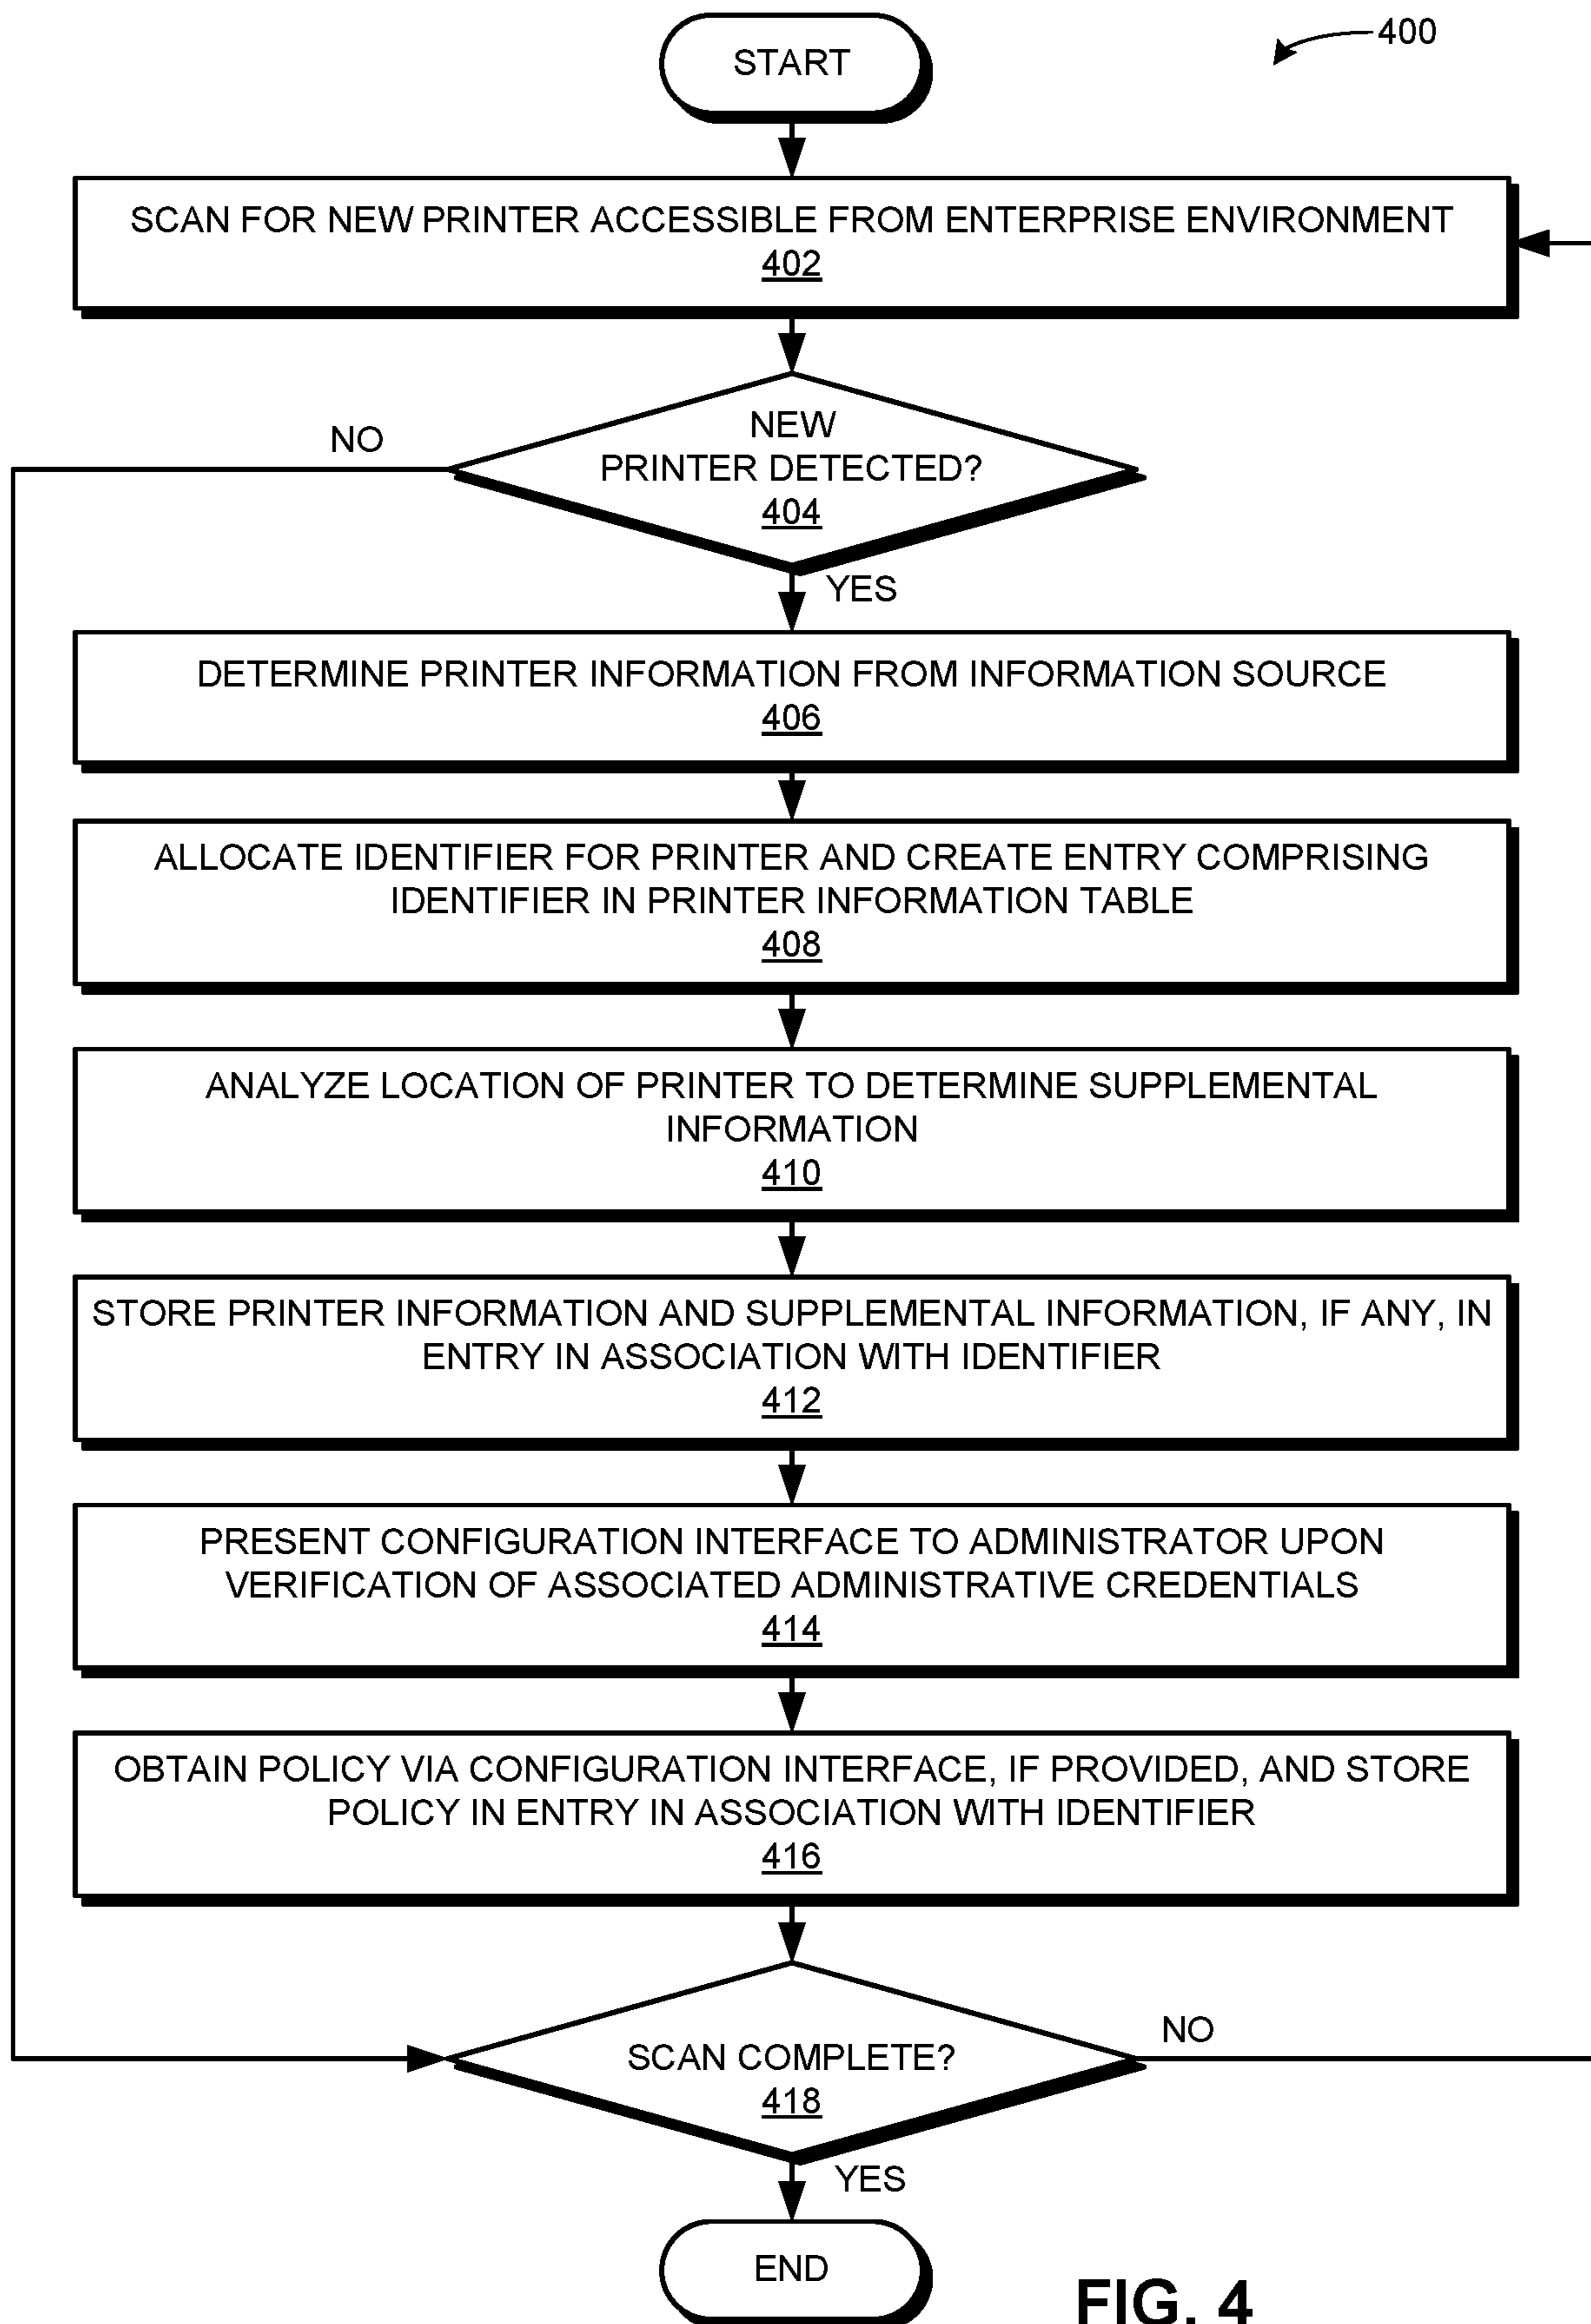 START
400
SCAN FOR NEW PRINTER ACCESSIBLE FROM ENTERPRISE ENVIRONMENT
402
NO
NEW
PRINTER DETECTED?
404
YES
DETERMINE PRINTER INFORMATION FROM INFORMATION SOURCE
406
ALLOCATE IDENTIFIER FOR PRINTER AND CREATE ENTRY COMPRISING
IDENTIFIER IN PRINTER INFORMATION TABLE
408
ANALYZE LOCATION OF PRINTER TO DETERMINE SUPPLEMENTAL
INFORMATION
410
STORE PRINTER INFORMATION AND SUPPLEMENTAL INFORMATION, IF ANY, IN
ENTRY IN ASSOCIATION WITH IDENTIFIER
412
PRESENT CONFIGURATION INTERFACE TO ADMINISTRATOR UPON
VERIFICATION OF ASSOCIATED ADMINISTRATIVE CREDENTIALS
414
OBTAIN POLICY VIA CONFIGURATION INTERFACE, IF PROVIDED, AND STORE
POLICY IN ENTRY IN ASSOCIATION WITH IDENTIFIER
416
NO
SCAN COMPLETE?
418
YES
END
FIG. 4